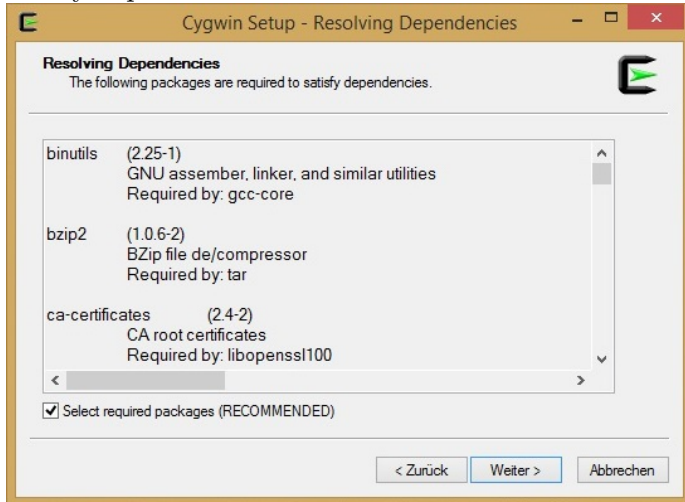 Cygwin Setup - Resolving Dependencies
Resolving Dependencies
The following packages are required to satisfy dependencies.
binutils (2.25-1)
GNU assember, linker, and similar utilities
Required by: gcc-core
bzip2 (1.0.6-2)
BZip file de/compressor
Required by: tar
ca-certificates (2.4-2)
CA root certificates
Required by: libopenssl100
Select required packages (RECOMMENDED)
< Zurück Weiter > Abbrechen